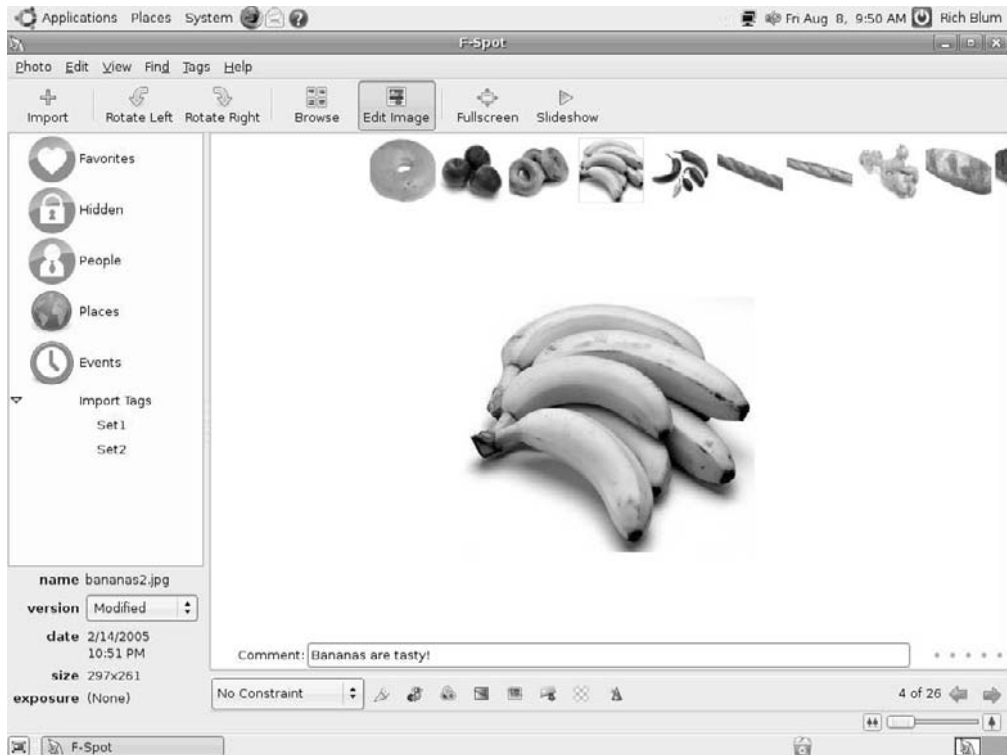 Applications Places System Fri Aug 8, 9:50 AM Rich Blum
F-Spot
Photo Edit View Find Tags Help
Import Rotate Left Rotate Right Browse Edit Image Fullscreen Slideshow
Favorites
Hidden
People
Places
Events
Import Tags
Set1
Set2
name bananas2.jpg
version Modified
date 2/14/2005
10:51 PM
size 297x261
exposure (None)
Comment: Bananas are tasty!
No Constraint 4 of 26
F-Spot